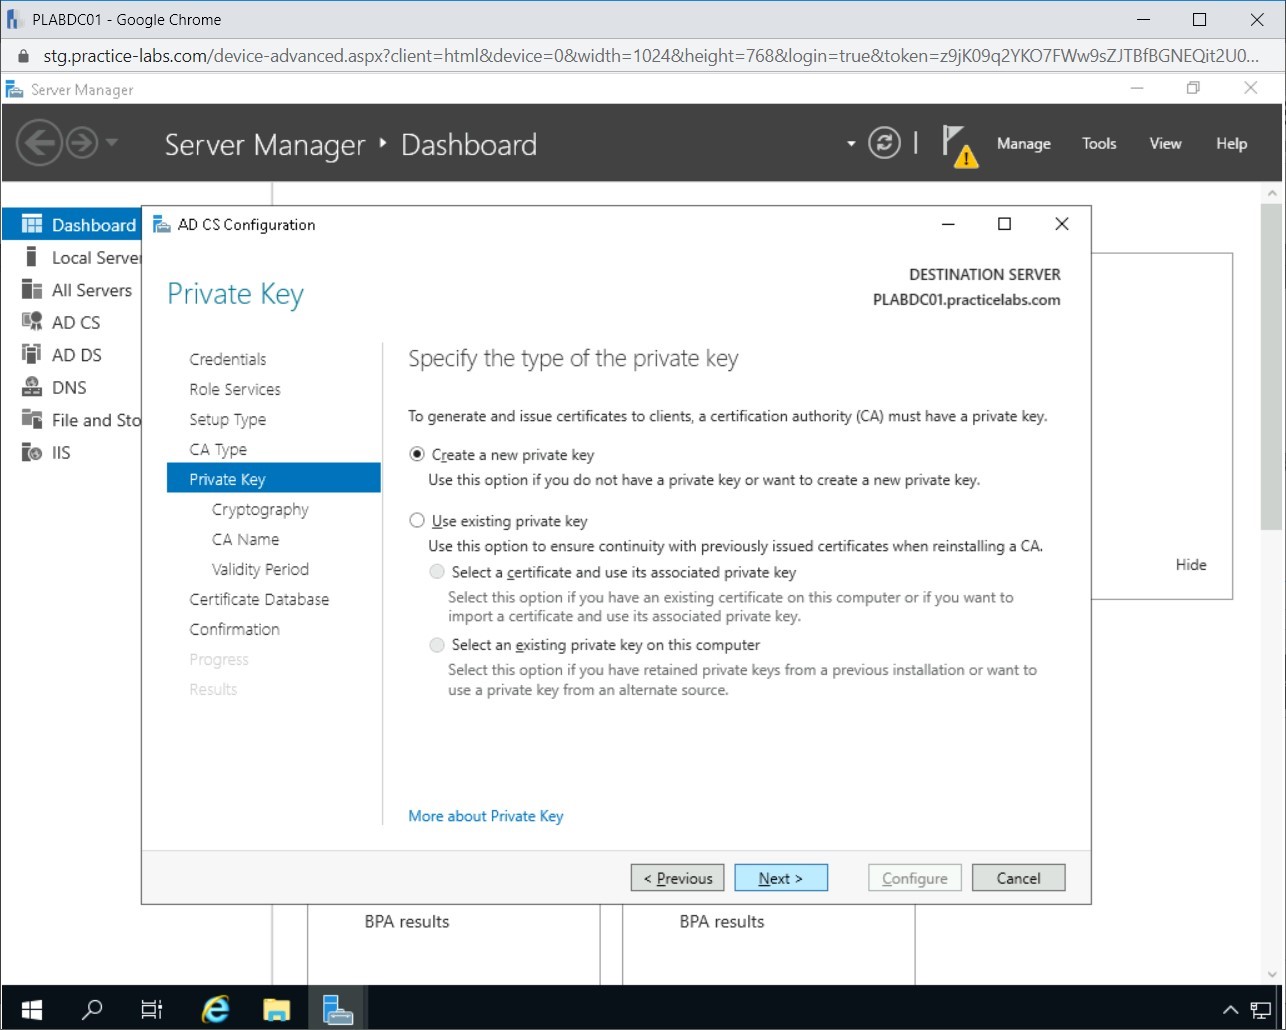 PLABDC01 - Google Chrome
stg.practice-labs.com/device-advanced.aspx?client=html&device=0&width=1024&height=768&login=true&token=z9jK09q2YKO7FWw9sZJTBfBGNEQit2U0...
Server Manager
Server Manager ‣ Dashboard
Manage Tools View Help
Dashboard
Local Server
All Servers
AD CS
AD DS
DNS
File and Sto
IIS
AD CS Configuration
Private Key
DESTINATION SERVER
PLABDC01.practicelabs.com
Credentials
Role Services
Setup Type
CA Type
Private Key
Cryptography
CA Name
Validity Period
Certificate Database
Confirmation
Progress
Results
Specify the type of the private key
To generate and issue certificates to clients, a certification authority (CA) must have a private key.
Create a new private key
Use this option if you do not have a private key or want to create a new private key.
Use existing private key
Use this option to ensure continuity with previously issued certificates when reinstalling a CA.
Select a certificate and use its associated private key
Select this option if you have an existing certificate on this computer or if you want to
import a certificate and use its associated private key.
Select an existing private key on this computer
Select this option if you have retained private keys from a previous installation or want to
use a private key from an alternate source.
More about Private Key
< Previous Next > Configure Cancel
Hide
BPA results
BPA results